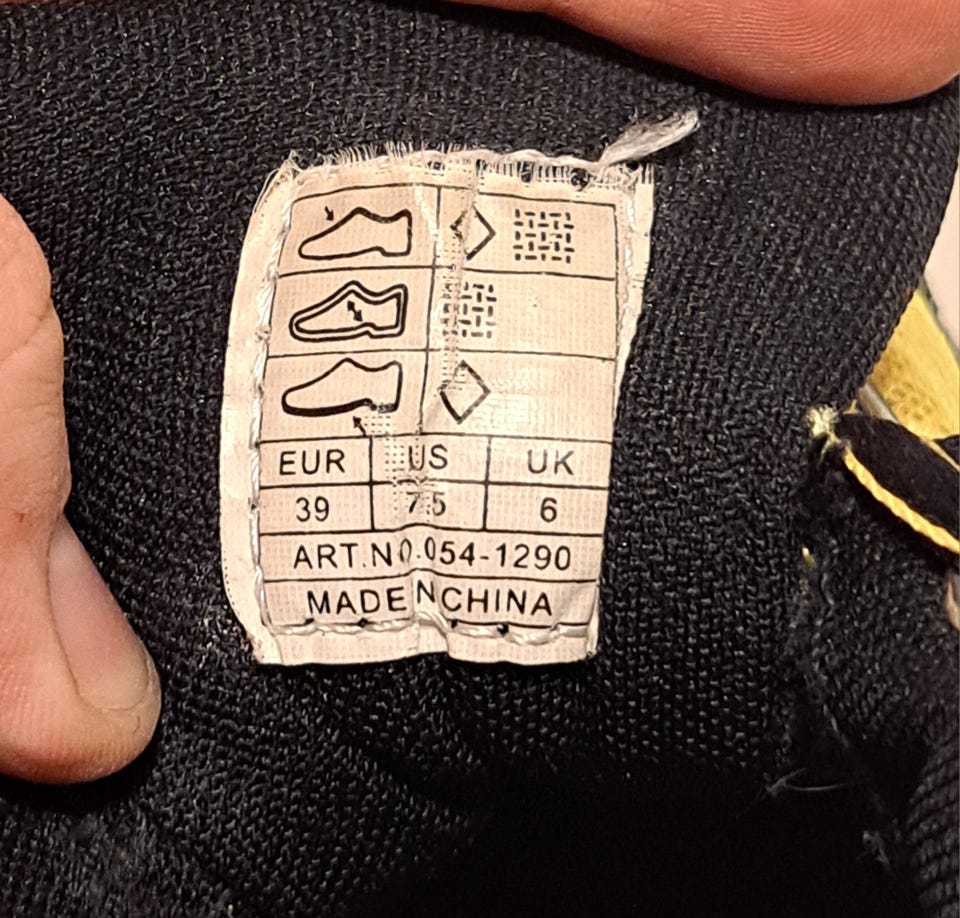 EUR US UK
39 7.5 6
ART.NO.054-1290
MADE IN CHINA